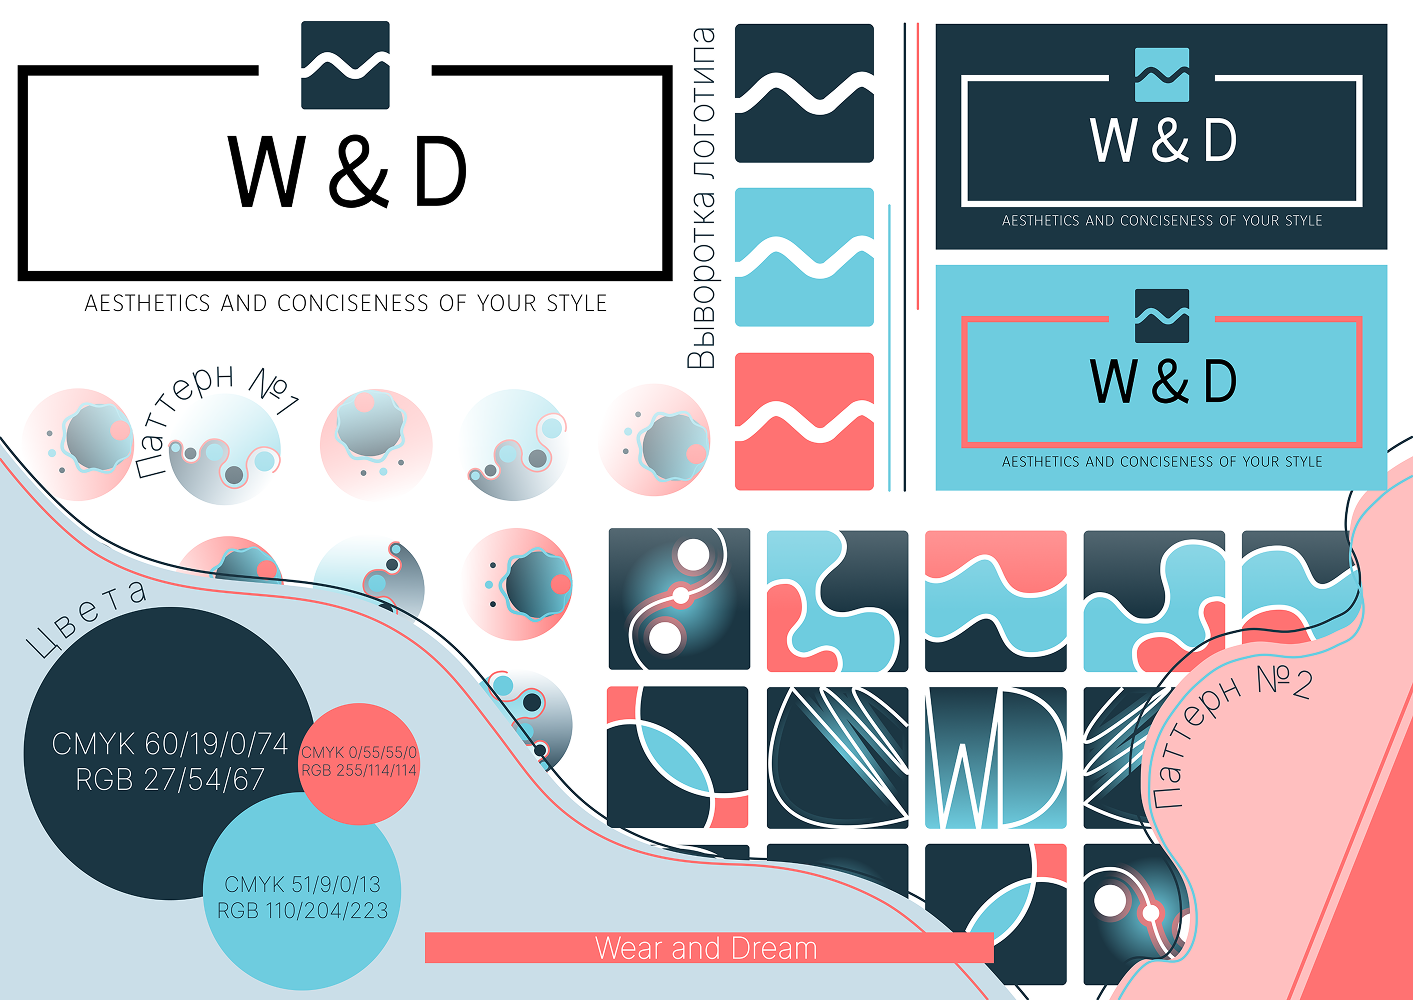 W & D
AESTHETICS AND CONCISENESS OF YOUR STYLE
Выворотка логотипа
W & D
AESTHETICS AND CONCISENESS OF YOUR STYLE
W & D
AESTHETICS AND CONCISENESS OF YOUR STYLE
Паттерн №1
Цвета
CMYK 60/19/0/74
RGB 27/54/67
CMYK 0/55/55/0
RGB 255/114/114
CMYK 51/9/0/13
RGB 110/204/223
WD
Паттерн №2
Wear and Dream